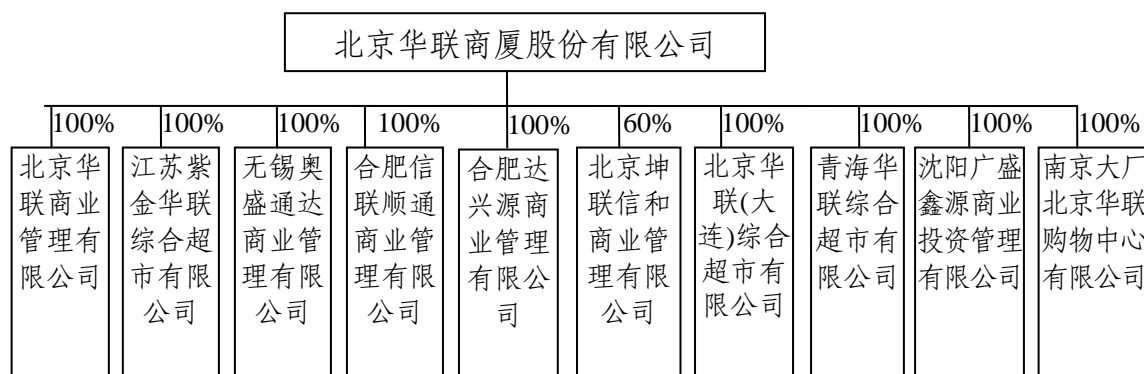 北京华联商厦股份有限公司
100% 100% 100% 100% 100% 60% 100% 100% 100% 100%
北京华
联商业
管理有
限公司
江苏紫
金华联
综合超
市有限
公司
无锡奥
盛通达
商业管
理有限
公司
合肥信
联顺通
商业管
理有限
公司
合肥达
兴源商
业管理
有限公
司
北京坤
联信和
商业管
理有限
公司
北京华
联(大
连)综合
超市有
限公司
青海华
联综合
超市有
限公司
沈阳广盛
鑫源商业
投资管理
有限公司
南京大厂
北京华联
购物中心
有限公司